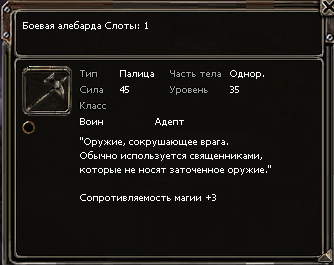 Боевая алебарда Слоты: 1
Тип Палица Часть тела Однор.
Сила 45 Уровень 35
Класс
Воин Адепт
"Оружие, сокрушающее врага.
Обычно используется священниками,
которые не носят заточенное оружие."
Сопротивляемость магии +3